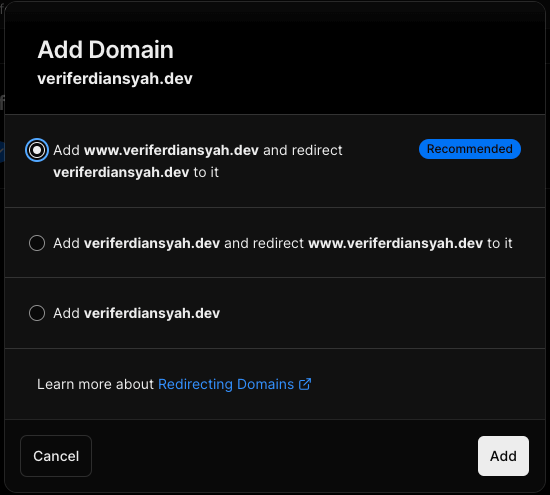 Add Domain
veriferdiansyah.dev
Add www.veriferdiansyah.dev and redirect
veriferdiansyah.dev to it
Recommended
Add veriferdiansyah.dev and redirect www.veriferdiansyah.dev to it
Add veriferdiansyah.dev
Learn more about Redirecting Domains
Cancel
Add